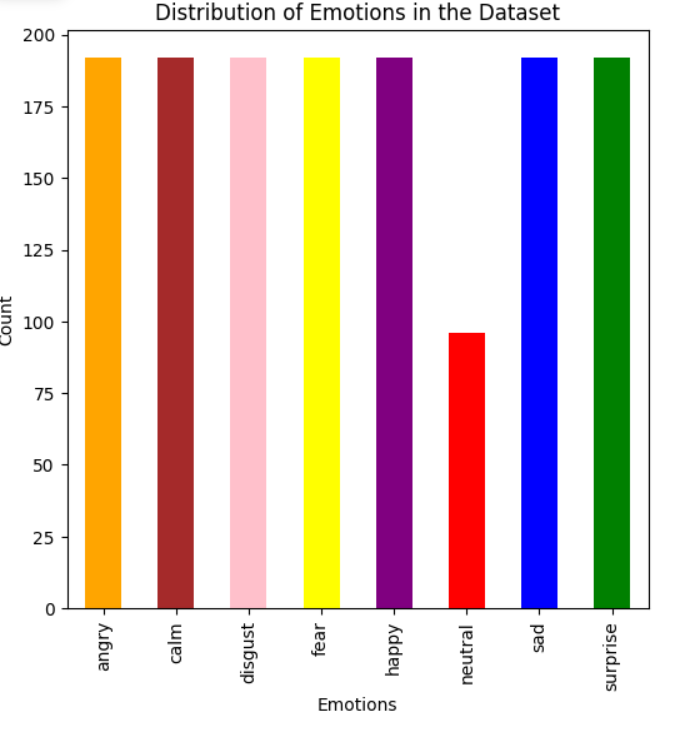 Distribution of Emotions in the Dataset
200
175
150
125
100
75
50
25
0
Count
angry
calm
disgust
fear
happy
neutral
sad
surprise
Emotions